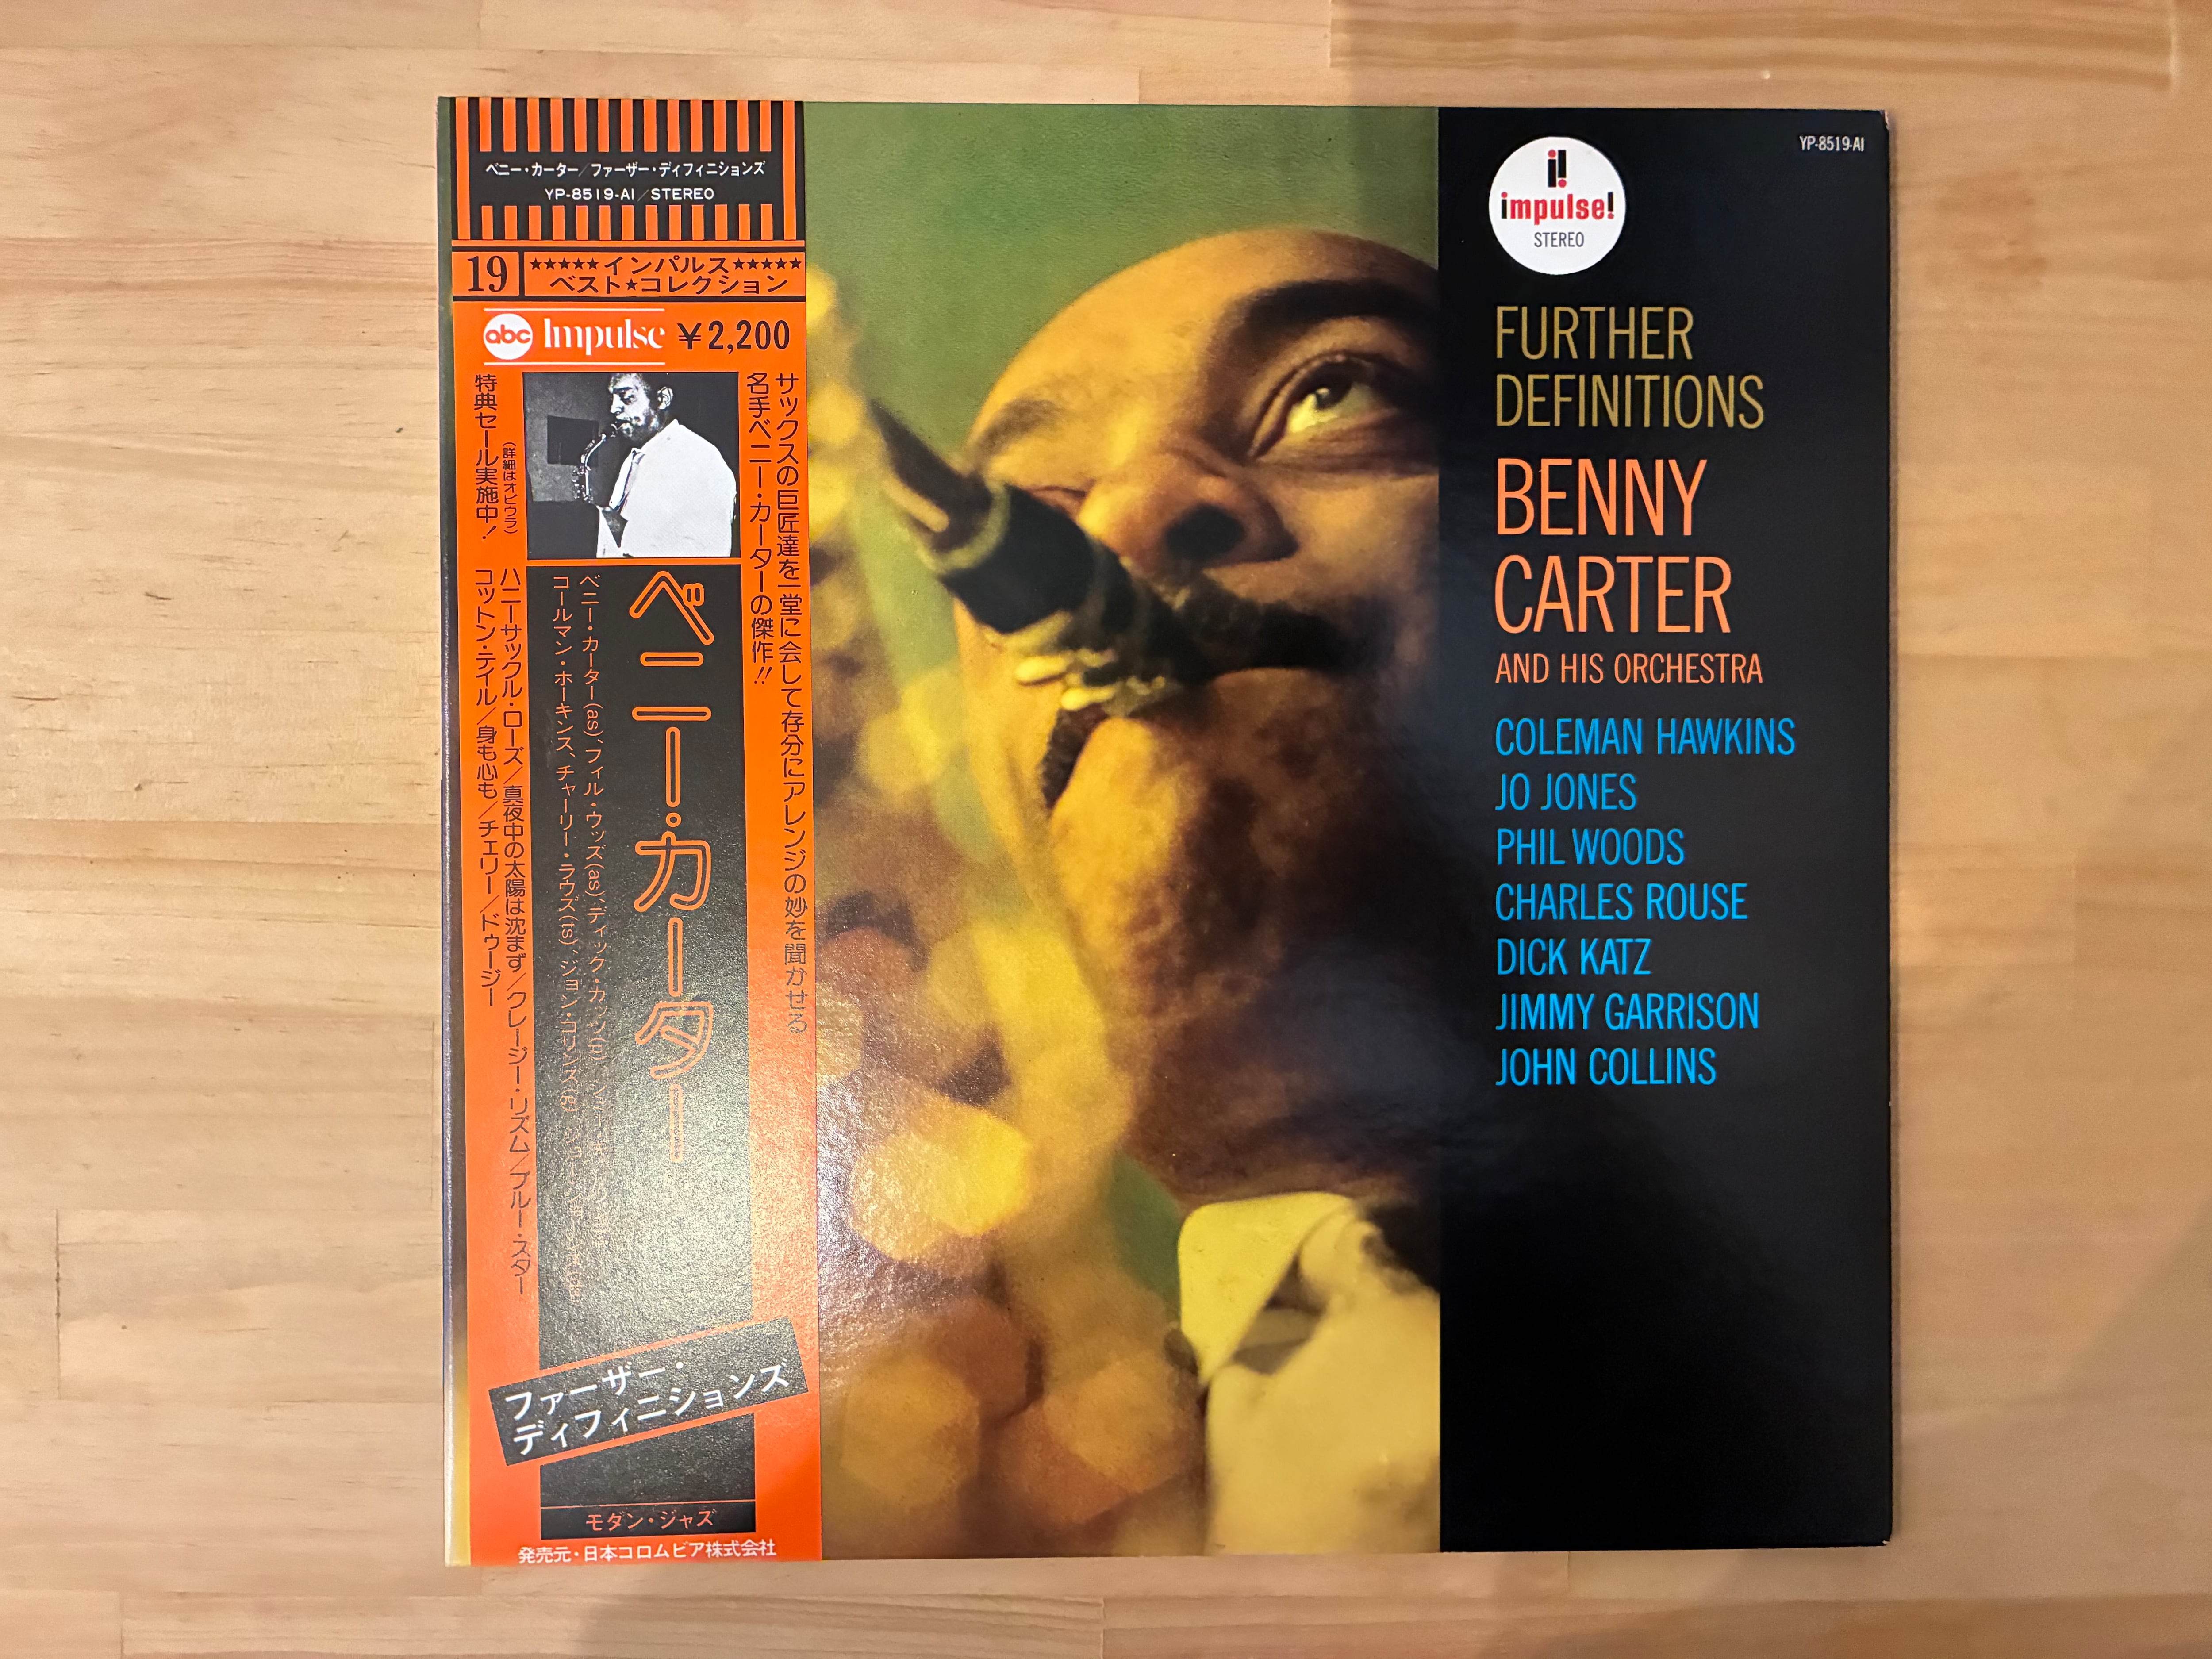 ベニー・カーター/ファーザー・ディフィニションズ
YP-8519-AI/STEREO
19
★★★★★インパルス★★★★★
ベスト★コレクション
abc Impulse ¥2,200
サックスの巨匠達を一堂に会して存分にアレンジの妙を聞かせる
名手ベニー・カーターの傑作!!
(詳細はオビウラ)
特典セール実施中!
ベニー・カーター
ベニー・カーター(as)、フィル・ウッズ(as)、ディック・カッツ(p)、
コールマン・ホーキンス、チャーリー・ラウズ(ts)、ジョン・コリンズ(g)
ハニーサックル・ローズ/真夜中の太陽は沈まず/クレージー・リズム/ブルー・スター
コットン・テイル/身も心も/チェリー/ドゥージー
ファーザー・
ディフィニションズ
モダン・ジャズ
発売元・日本コロムビア株式会社
YP-8519-AI
impulse!
STEREO
FURTHER
DEFINITIONS
BENNY
CARTER
AND HIS ORCHESTRA
COLEMAN HAWKINS
JO JONES
PHIL WOODS
CHARLES ROUSE
DICK KATZ
JIMMY GARRISON
JOHN COLLINS